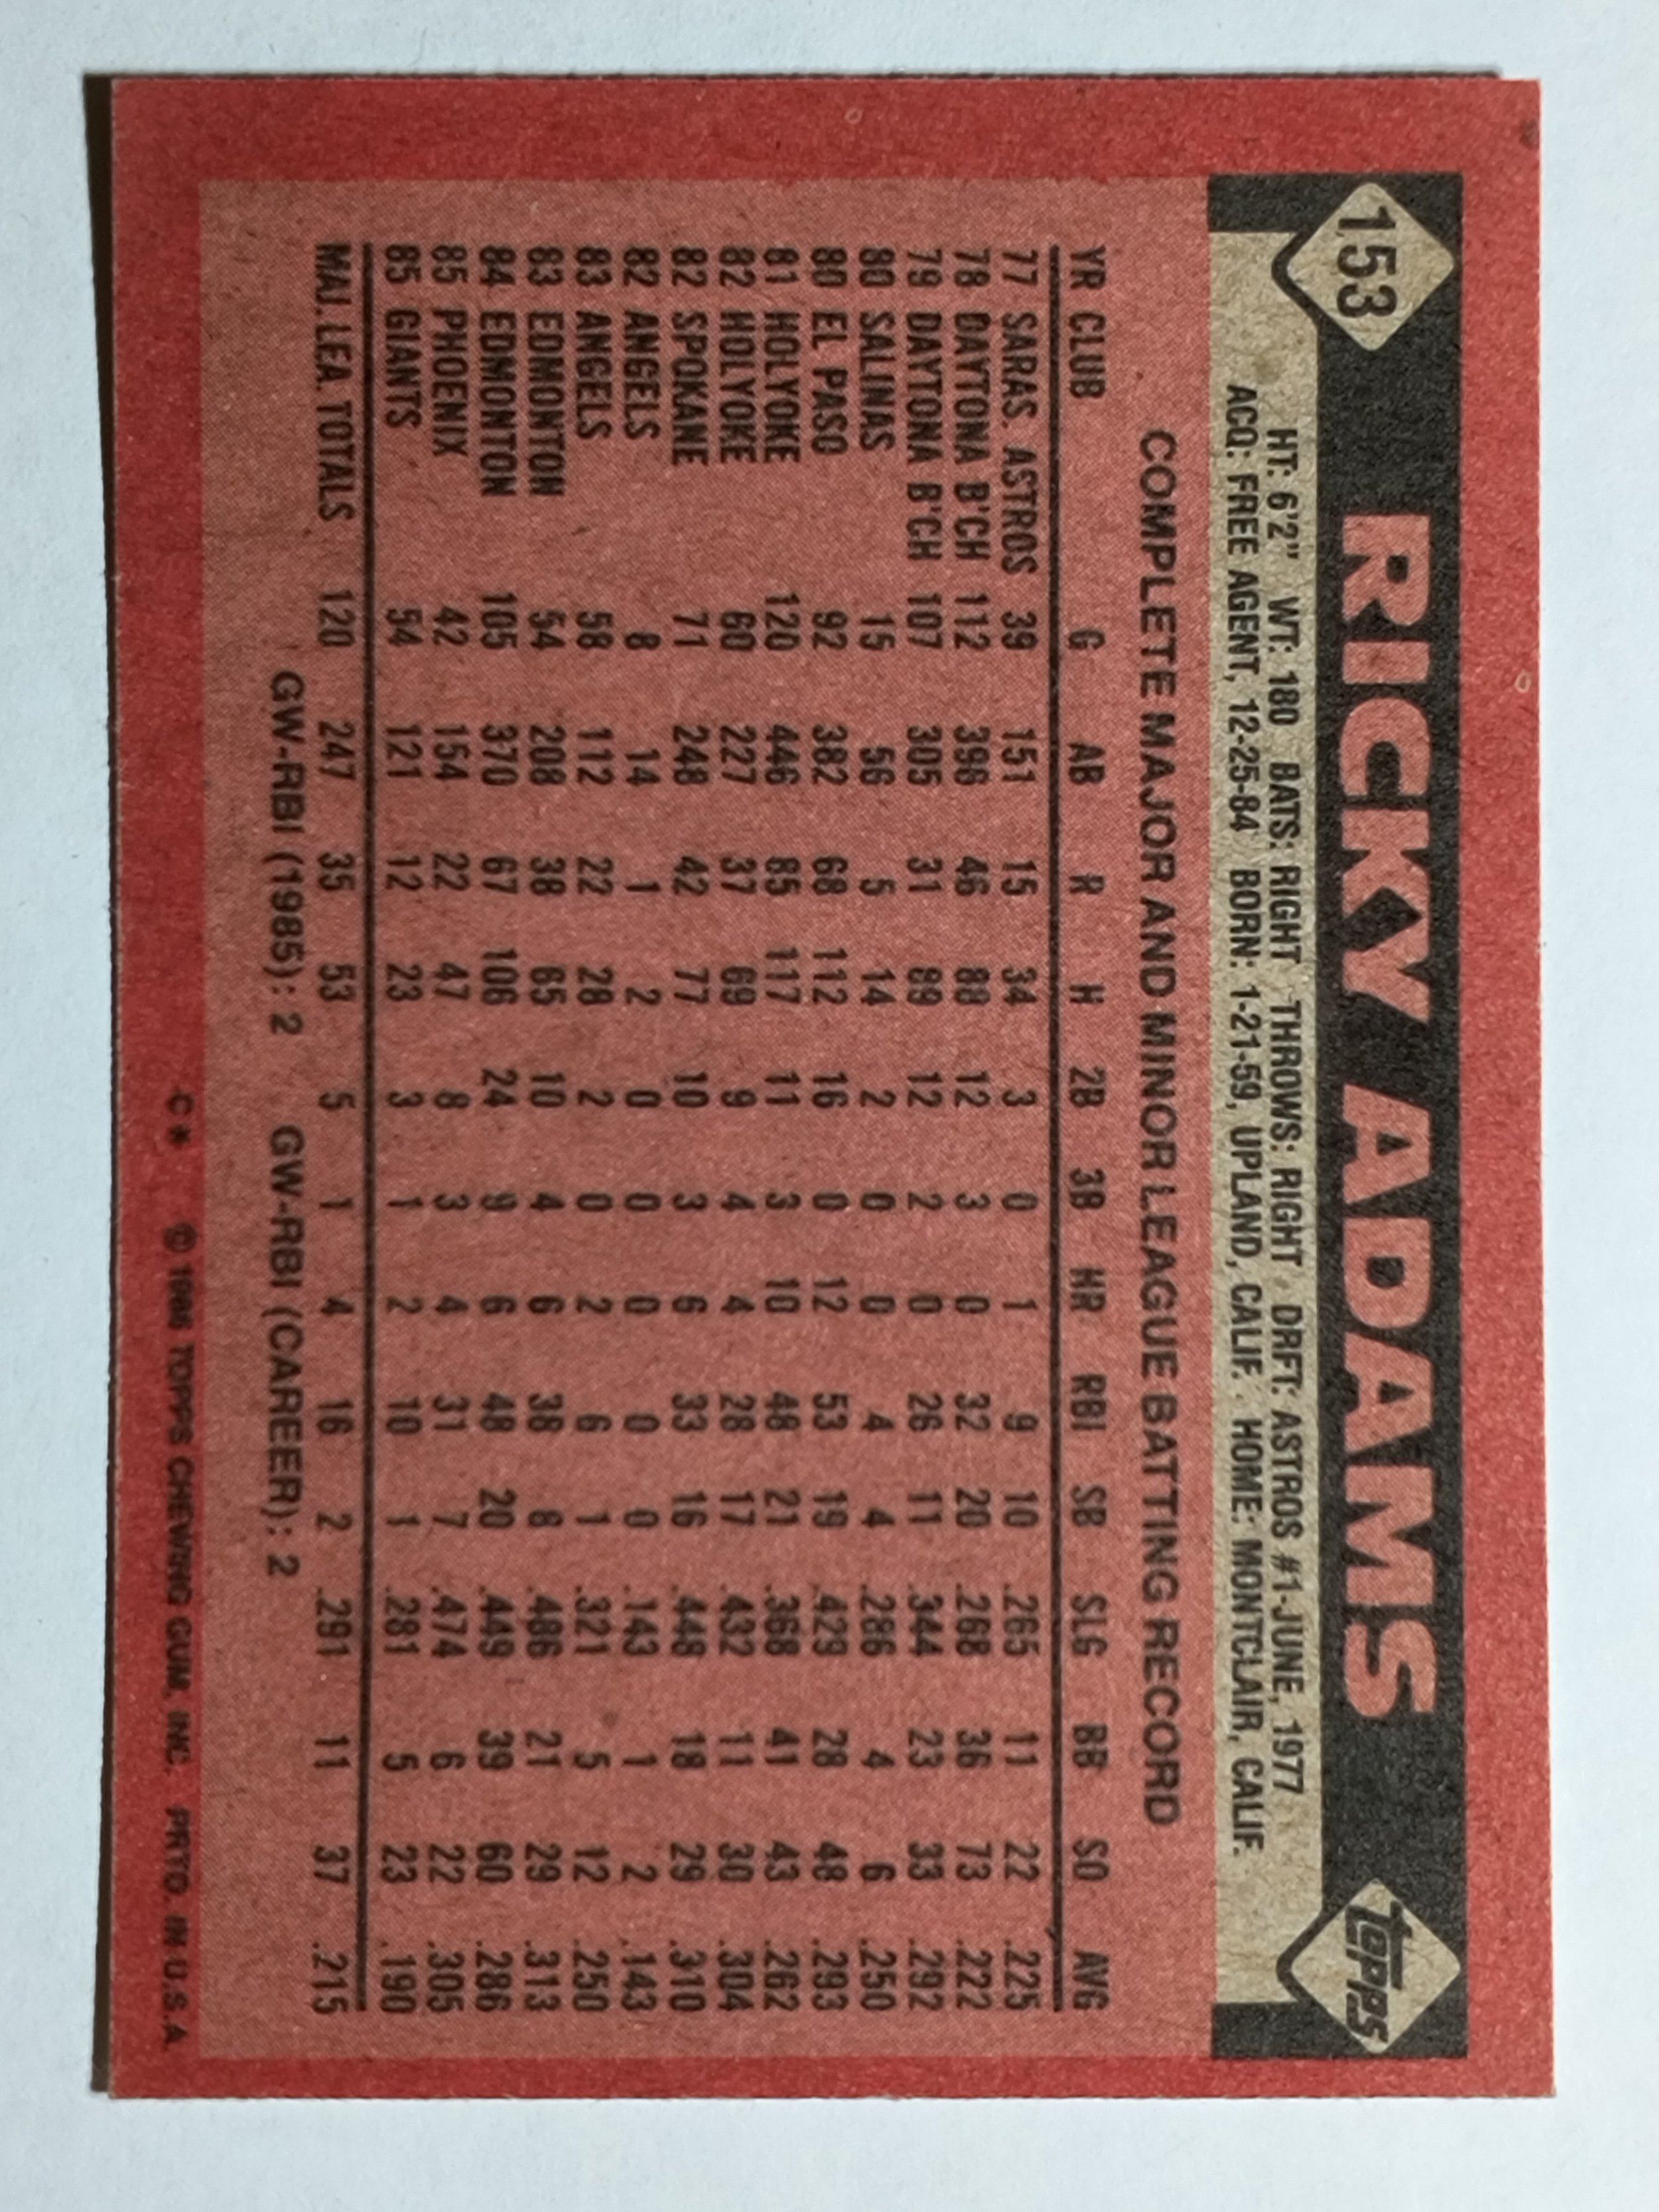 153 RICKY ADAMS topps
HT: 6'2" WT: 180 BATS: RIGHT THROWS: RIGHT DRFT: ASTROS #1-JUNE, 1977
ACQ: FREE AGENT, 12-25-84 BORN: 1-21-59, UPLAND, CALIF. HOME: MONTCLAIR, CALIF.
COMPLETE MAJOR AND MINOR LEAGUE BATTING RECORD
YR CLUB G AB R H 2B 3B HR RBI SB SLG BB SO AVG
77 SARAS. ASTROS 39 151 15 34 3 0 1 9 10 .265 11 22 .225
78 DAYTONA B'CH 112 396 46 88 12 3 0 32 20 .268 36 73 .222
79 DAYTONA B'CH 107 305 31 89 12 2 0 26 11 .344 23 33 .292
80 SALINAS 15 56 5 14 2 0 0 4 4 .286 4 6 .250
80 EL PASO 92 382 68 112 16 0 12 53 19 .429 28 48 .293
81 HOLYOKE 120 446 85 117 11 3 10 48 21 .368 41 43 .262
82 HOLYOKE 60 227 37 69 9 4 4 28 17 .432 11 30 .304
82 SPOKANE 71 248 42 77 10 3 6 33 16 .448 18 29 .310
82 ANGELS 8 14 1 2 0 0 0 0 0 .143 1 2 .143
83 ANGELS 58 112 22 28 2 0 2 6 1 .321 5 12 .250
83 EDMONTON 54 208 38 65 10 4 6 38 8 .486 21 29 .313
84 EDMONTON 105 370 67 106 24 9 6 48 20 .449 39 60 .286
85 PHOENIX 42 154 22 47 8 3 4 31 7 .474 6 22 .305
85 GIANTS 54 121 12 23 3 1 2 10 1 .281 5 23 .190
MAJ. LEA. TOTALS 120 247 35 53 5 1 4 16 2 .291 11 37 .215
GW-RBI (1985): 2 GW-RBI (CAREER): 2
C* © 1986 TOPPS CHEWING GUM, INC. PRTD. IN U.S.A.